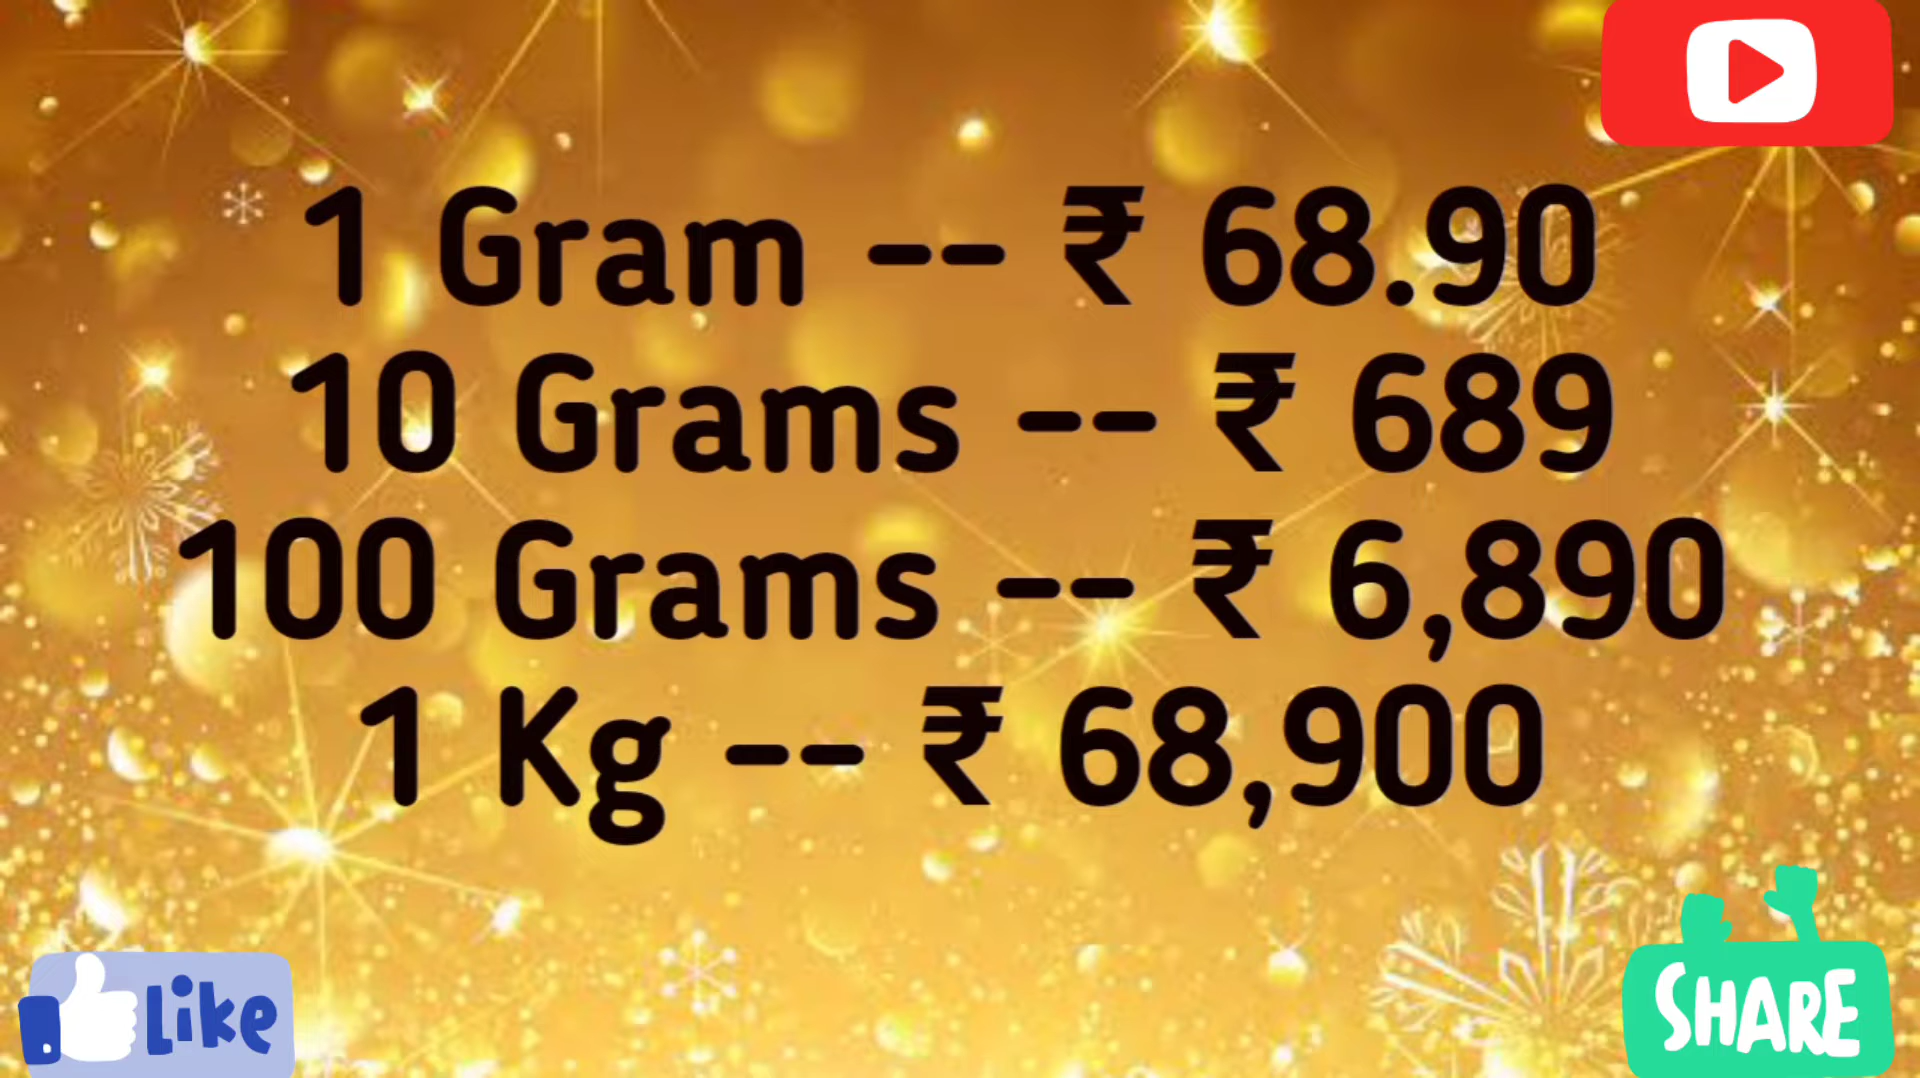 1 Gram -- ₹ 68.90
10 Grams -- ₹ 689
100 Grams -- ₹ 6,890
1 Kg -- ₹ 68,900
Like
SHARE